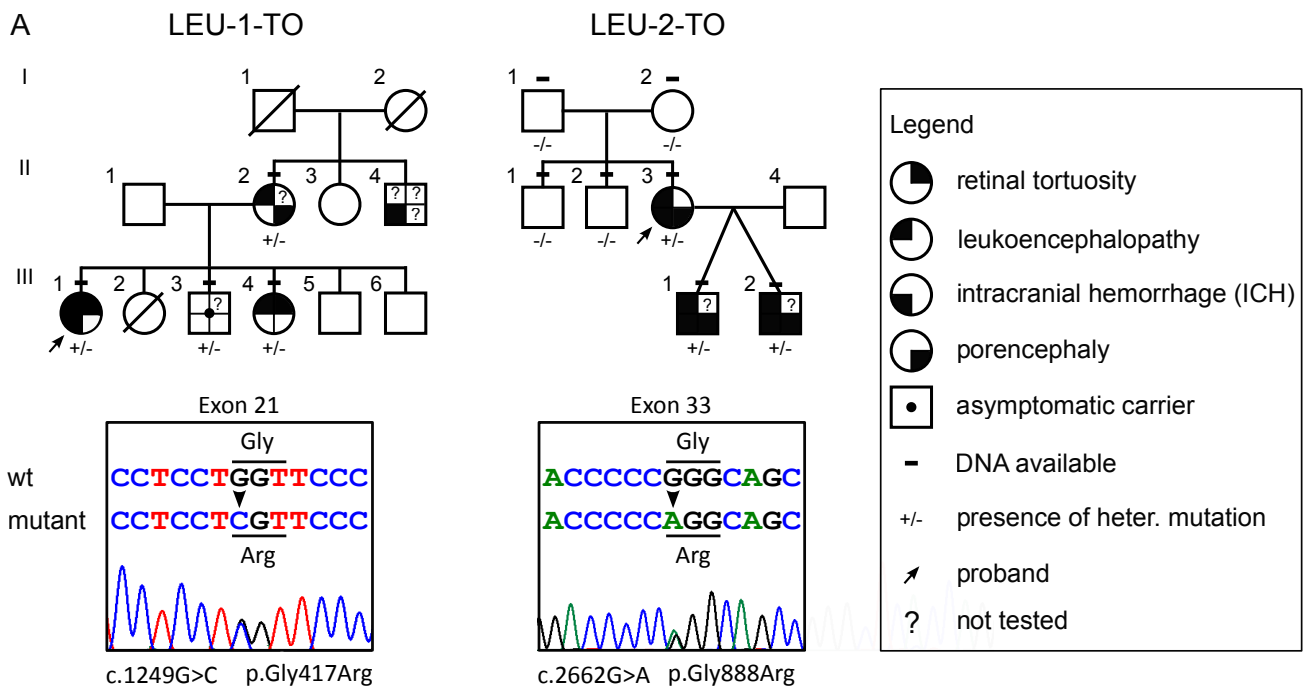 A LEU-1-TO LEU-2-TO
I 1 2 1 2
-/- -/-
II 1 2 3 4 1 2 3 4
? ? ? ?
+/- -/- -/- +/-
III 1 2 3 4 5 6 1 2
? ? ?
+/- +/- +/- +/- +/-
Exon 21 Exon 33
Gly Gly
wt CCTCCTGGTTCCC ACCCCCGGGCAGC
mutant CCTCCTCGTTCCC ACCCCCAGGCAGC
Arg Arg
c.1249G>C p.Gly417Arg c.2662G>A p.Gly888Arg
Legend
retinal tortuosity
leukoencephalopathy
intracranial hemorrhage (ICH)
porencephaly
asymptomatic carrier
DNA available
+/- presence of heter. mutation
proband
? not tested